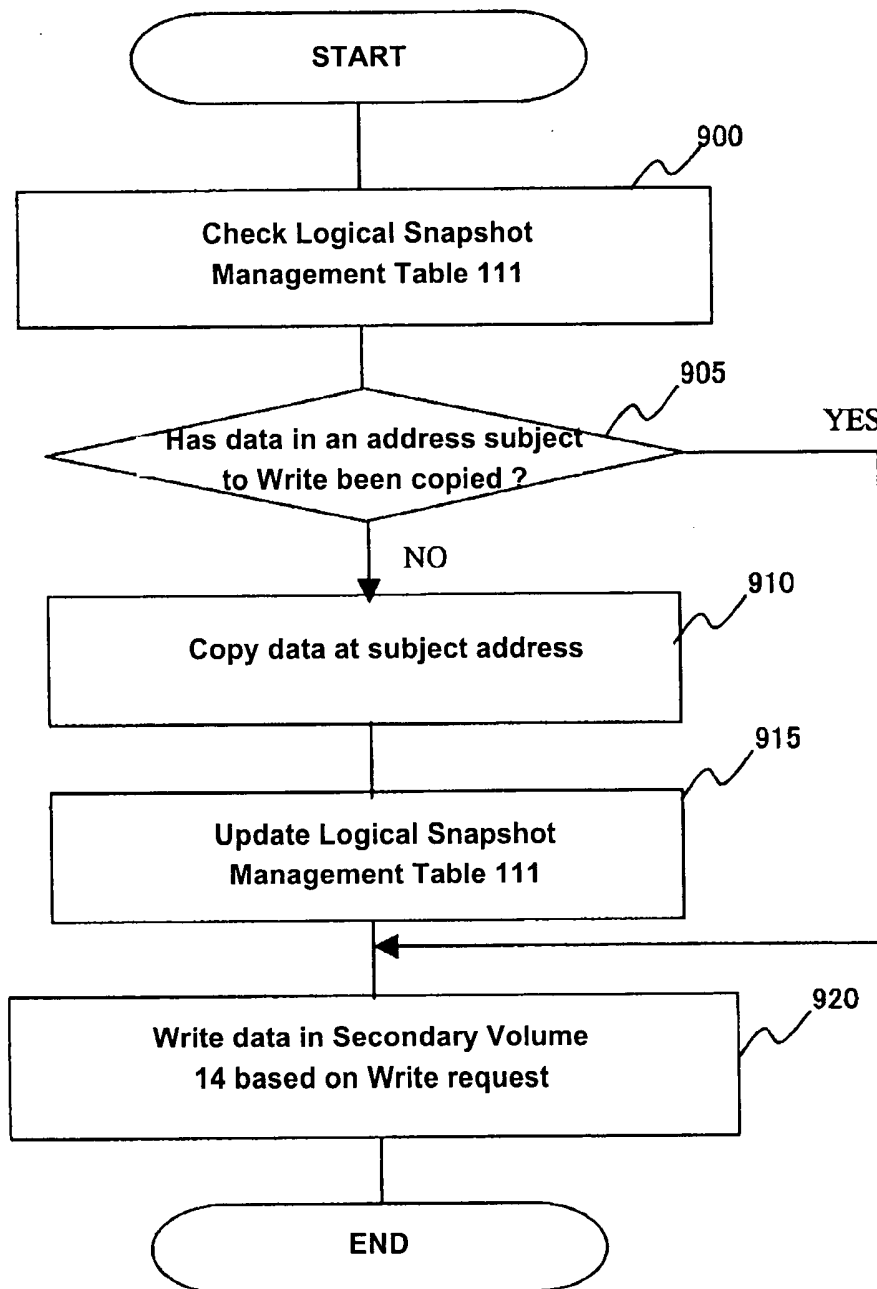 START
900
Check Logical Snapshot
Management Table 111
905
YES
Has data in an address subject
to Write been copied ?
NO
910
Copy data at subject address
915
Update Logical Snapshot
Management Table 111
920
Write data in Secondary Volume
14 based on Write request
END